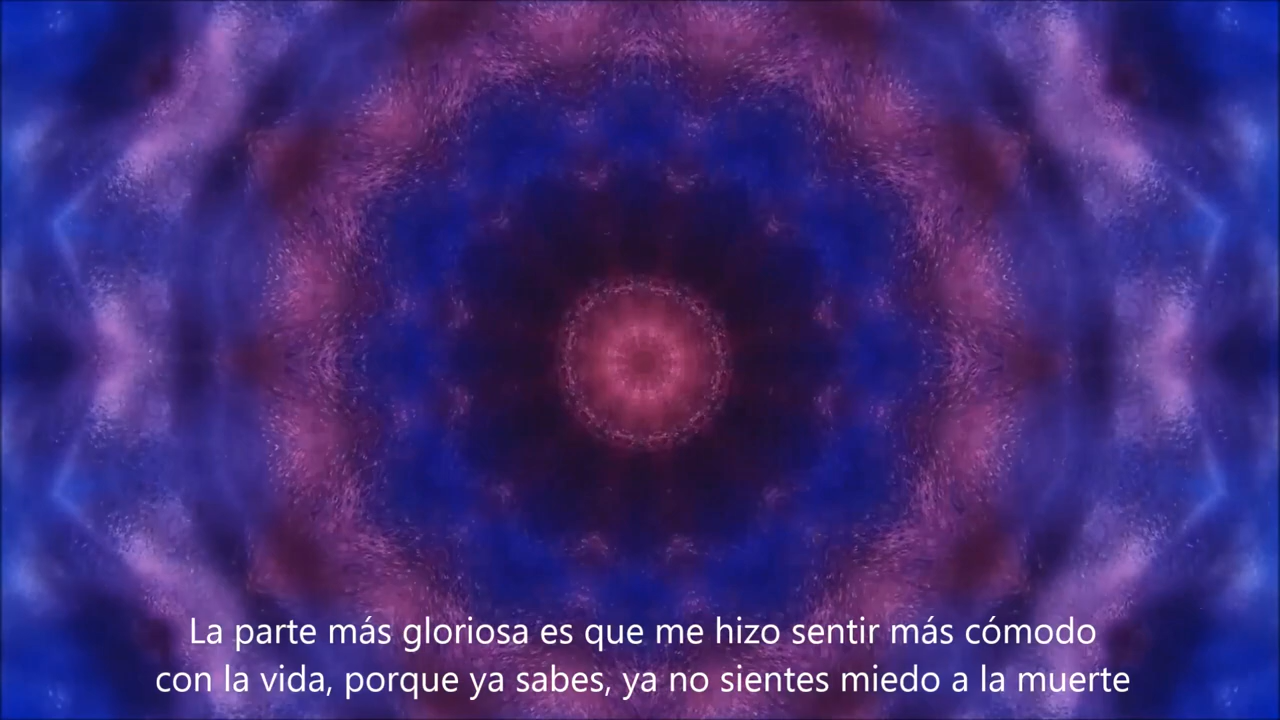 La parte más gloriosa es que me hizo sentir más cómodo
con la vida, porque ya sabes, ya no sientes miedo a la muerte